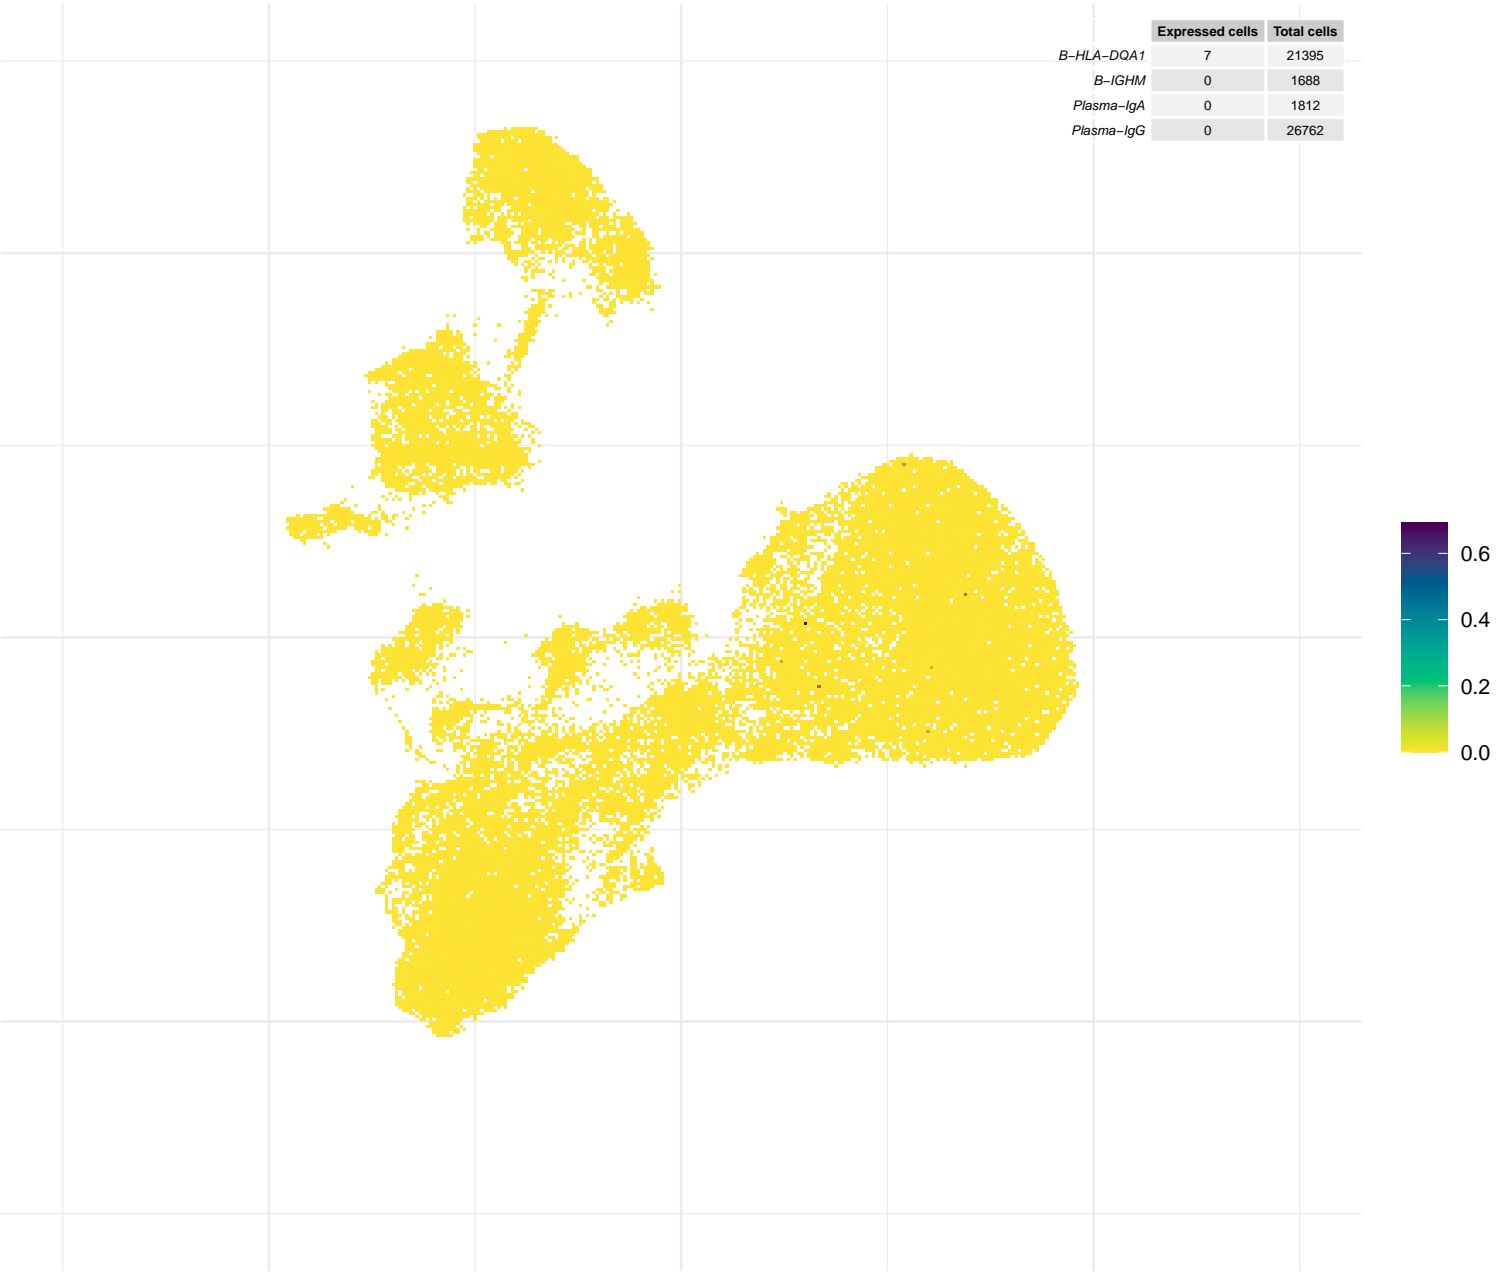 Expressed cells Total cells
B-HLA-DQA1 7 21395
B-IGHM 0 1688
Plasma-IgA 0 1812
Plasma-IgG 0 26762
0.6
0.4
0.2
0.0